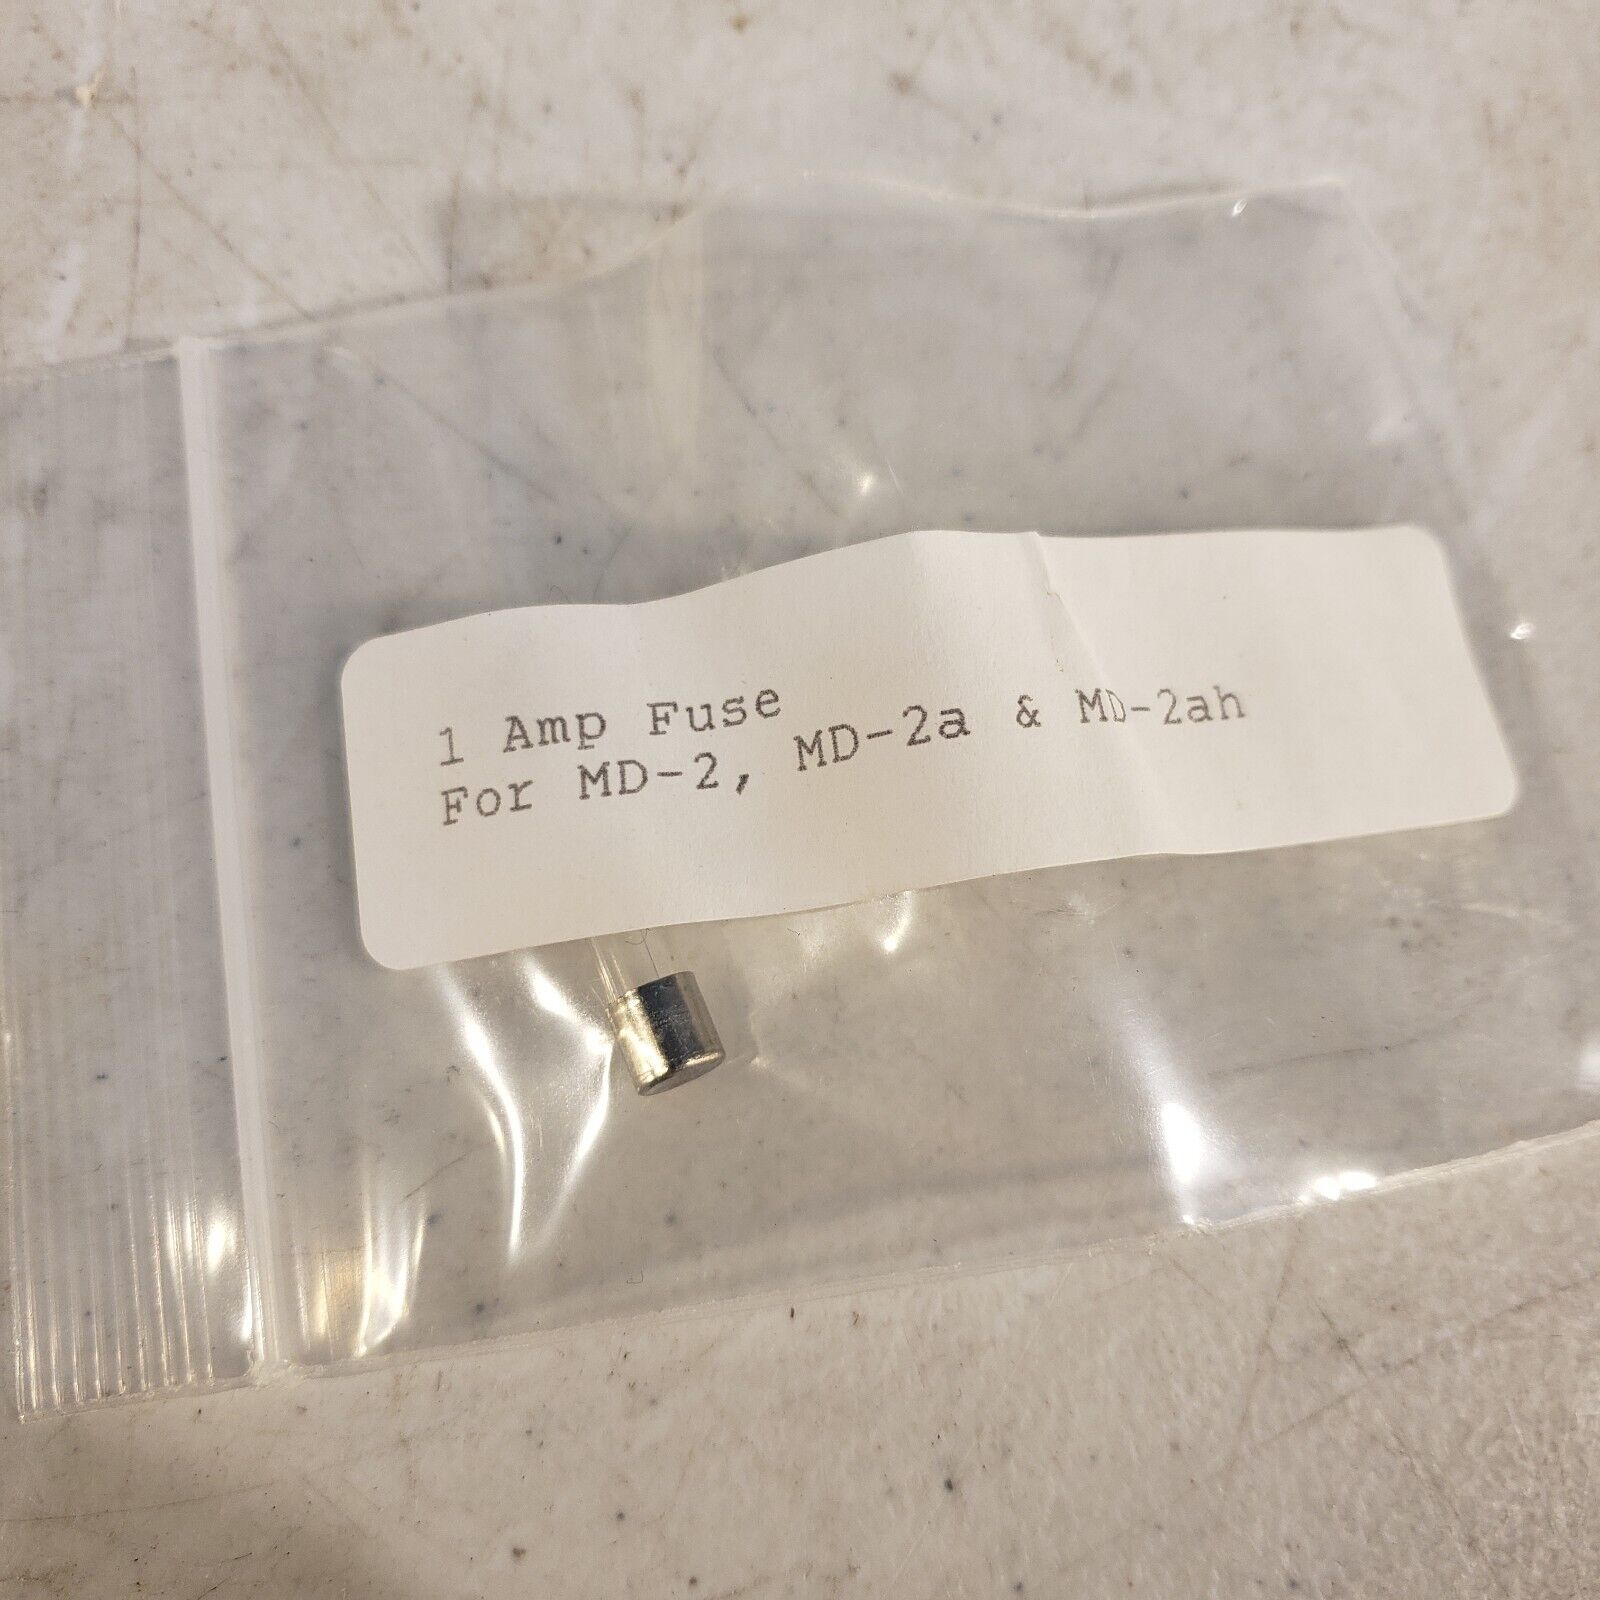 1 Amp Fuse
For MD-2, MD-2a & MD-2ah